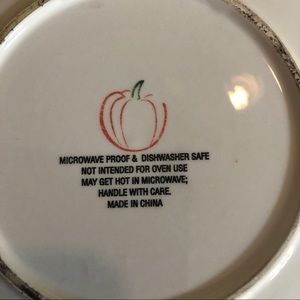 MICROWAVE PROOF & DISHWASHER SAFE
NOT INTENDED FOR OVEN USE
MAY GET HOT IN MICROWAVE;
HANDLE WITH CARE.
MADE IN CHINA